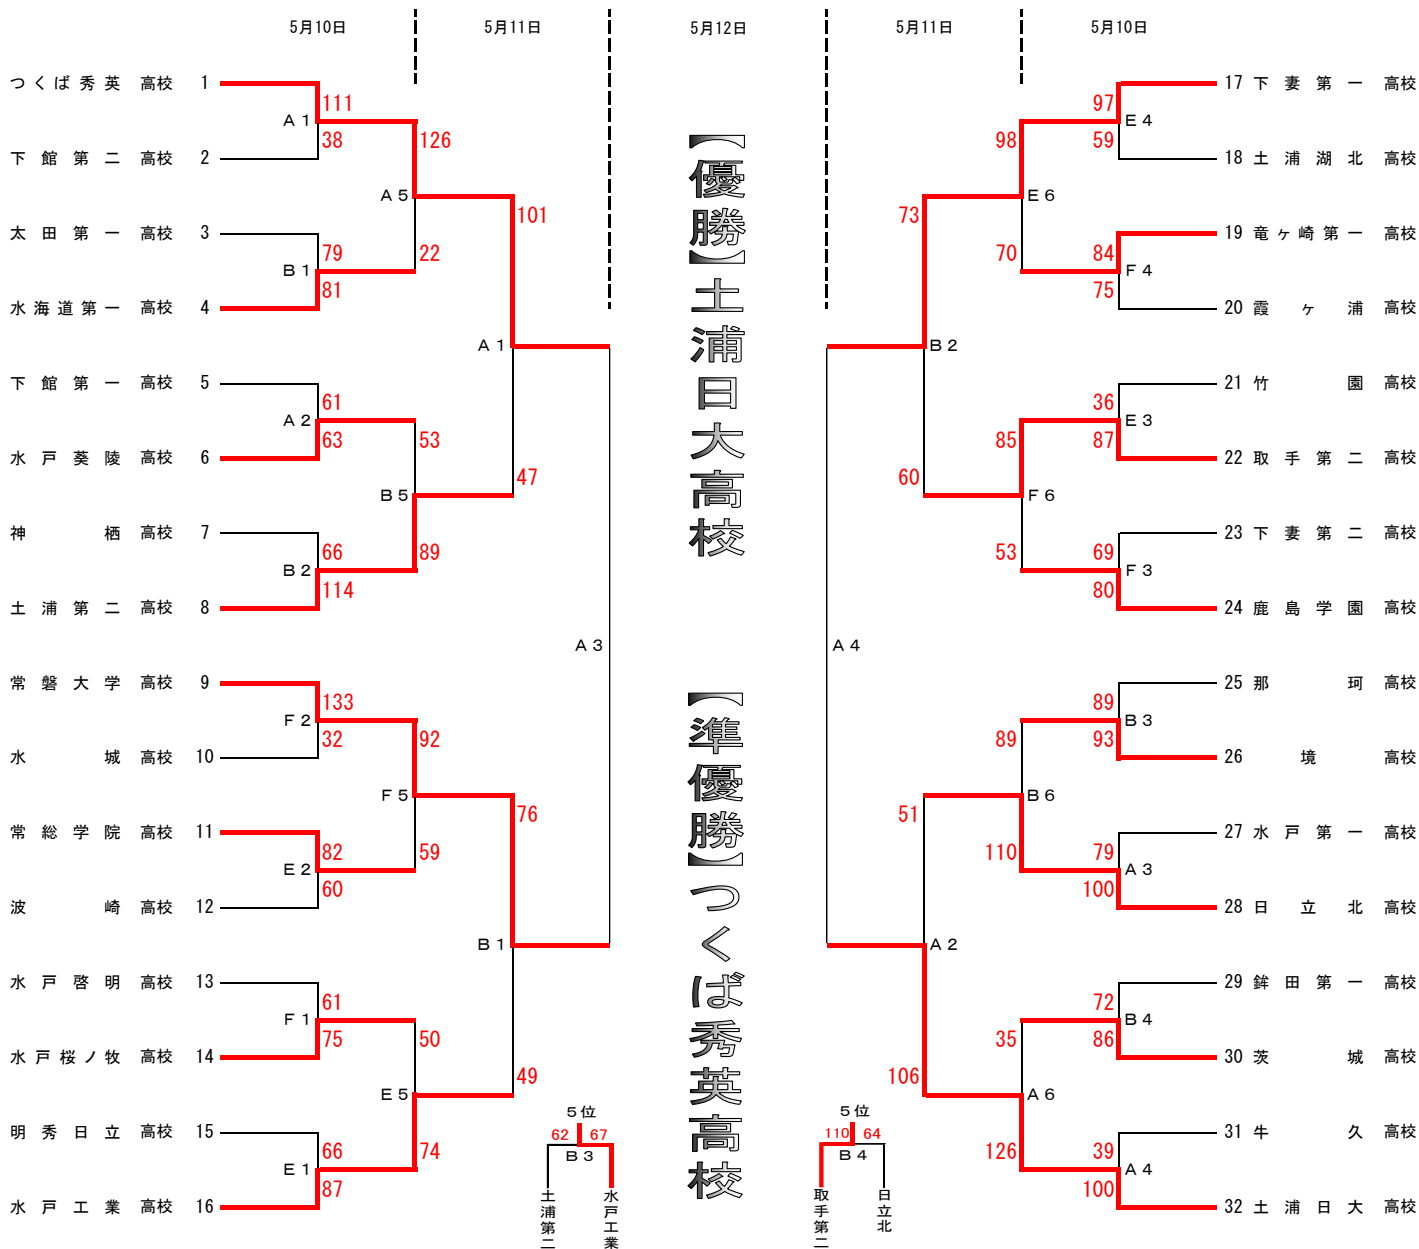 5月10日 5月11日 5月12日 5月11日 5月10日
つくば秀英 高校 1
下館第二 高校 2
太田第一 高校 3
水海道第一 高校 4
下館第一 高校 5
水戸葵陵 高校 6
神栖 高校 7
土浦第二 高校 8
常磐大学 高校 9
水城 高校 10
常総学院 高校 11
波崎 高校 12
水戸啓明 高校 13
水戸桜ノ牧 高校 14
明秀日立 高校 15
水戸工業 高校 16
A1 111 38
B1 79 81
A2 61 63
B2 66 114
F2 133 32
E2 82 60
F1 61 75
E1 66 87
A5 126 22
B5 53 89
F5 92 59
E5 50 74
A1 101 47
B1 76 49
A3
【優勝】土浦日大高校
【準優勝】つくば秀英高校
A4
73 B2 60
51 A2 106
98 E6 70
85 F6 53
89 B6 110
35 A6 126
97 E4 59
84 F4 75
36 E3 87
69 F3 80
89 B3 93
79 A3 100
72 B4 86
39 A4 100
17 下妻第一 高校
18 土浦湖北 高校
19 竜ヶ崎第一 高校
20 霞ヶ浦 高校
21 竹園 高校
22 取手第二 高校
23 下妻第二 高校
24 鹿島学園 高校
25 那珂 高校
26 境 高校
27 水戸第一 高校
28 日立北 高校
29 鉾田第一 高校
30 茨城 高校
31 牛久 高校
32 土浦日大 高校
5位
62 67
B3
土浦第二
水戸工業
5位
110 64
B4
取手第二
日立北